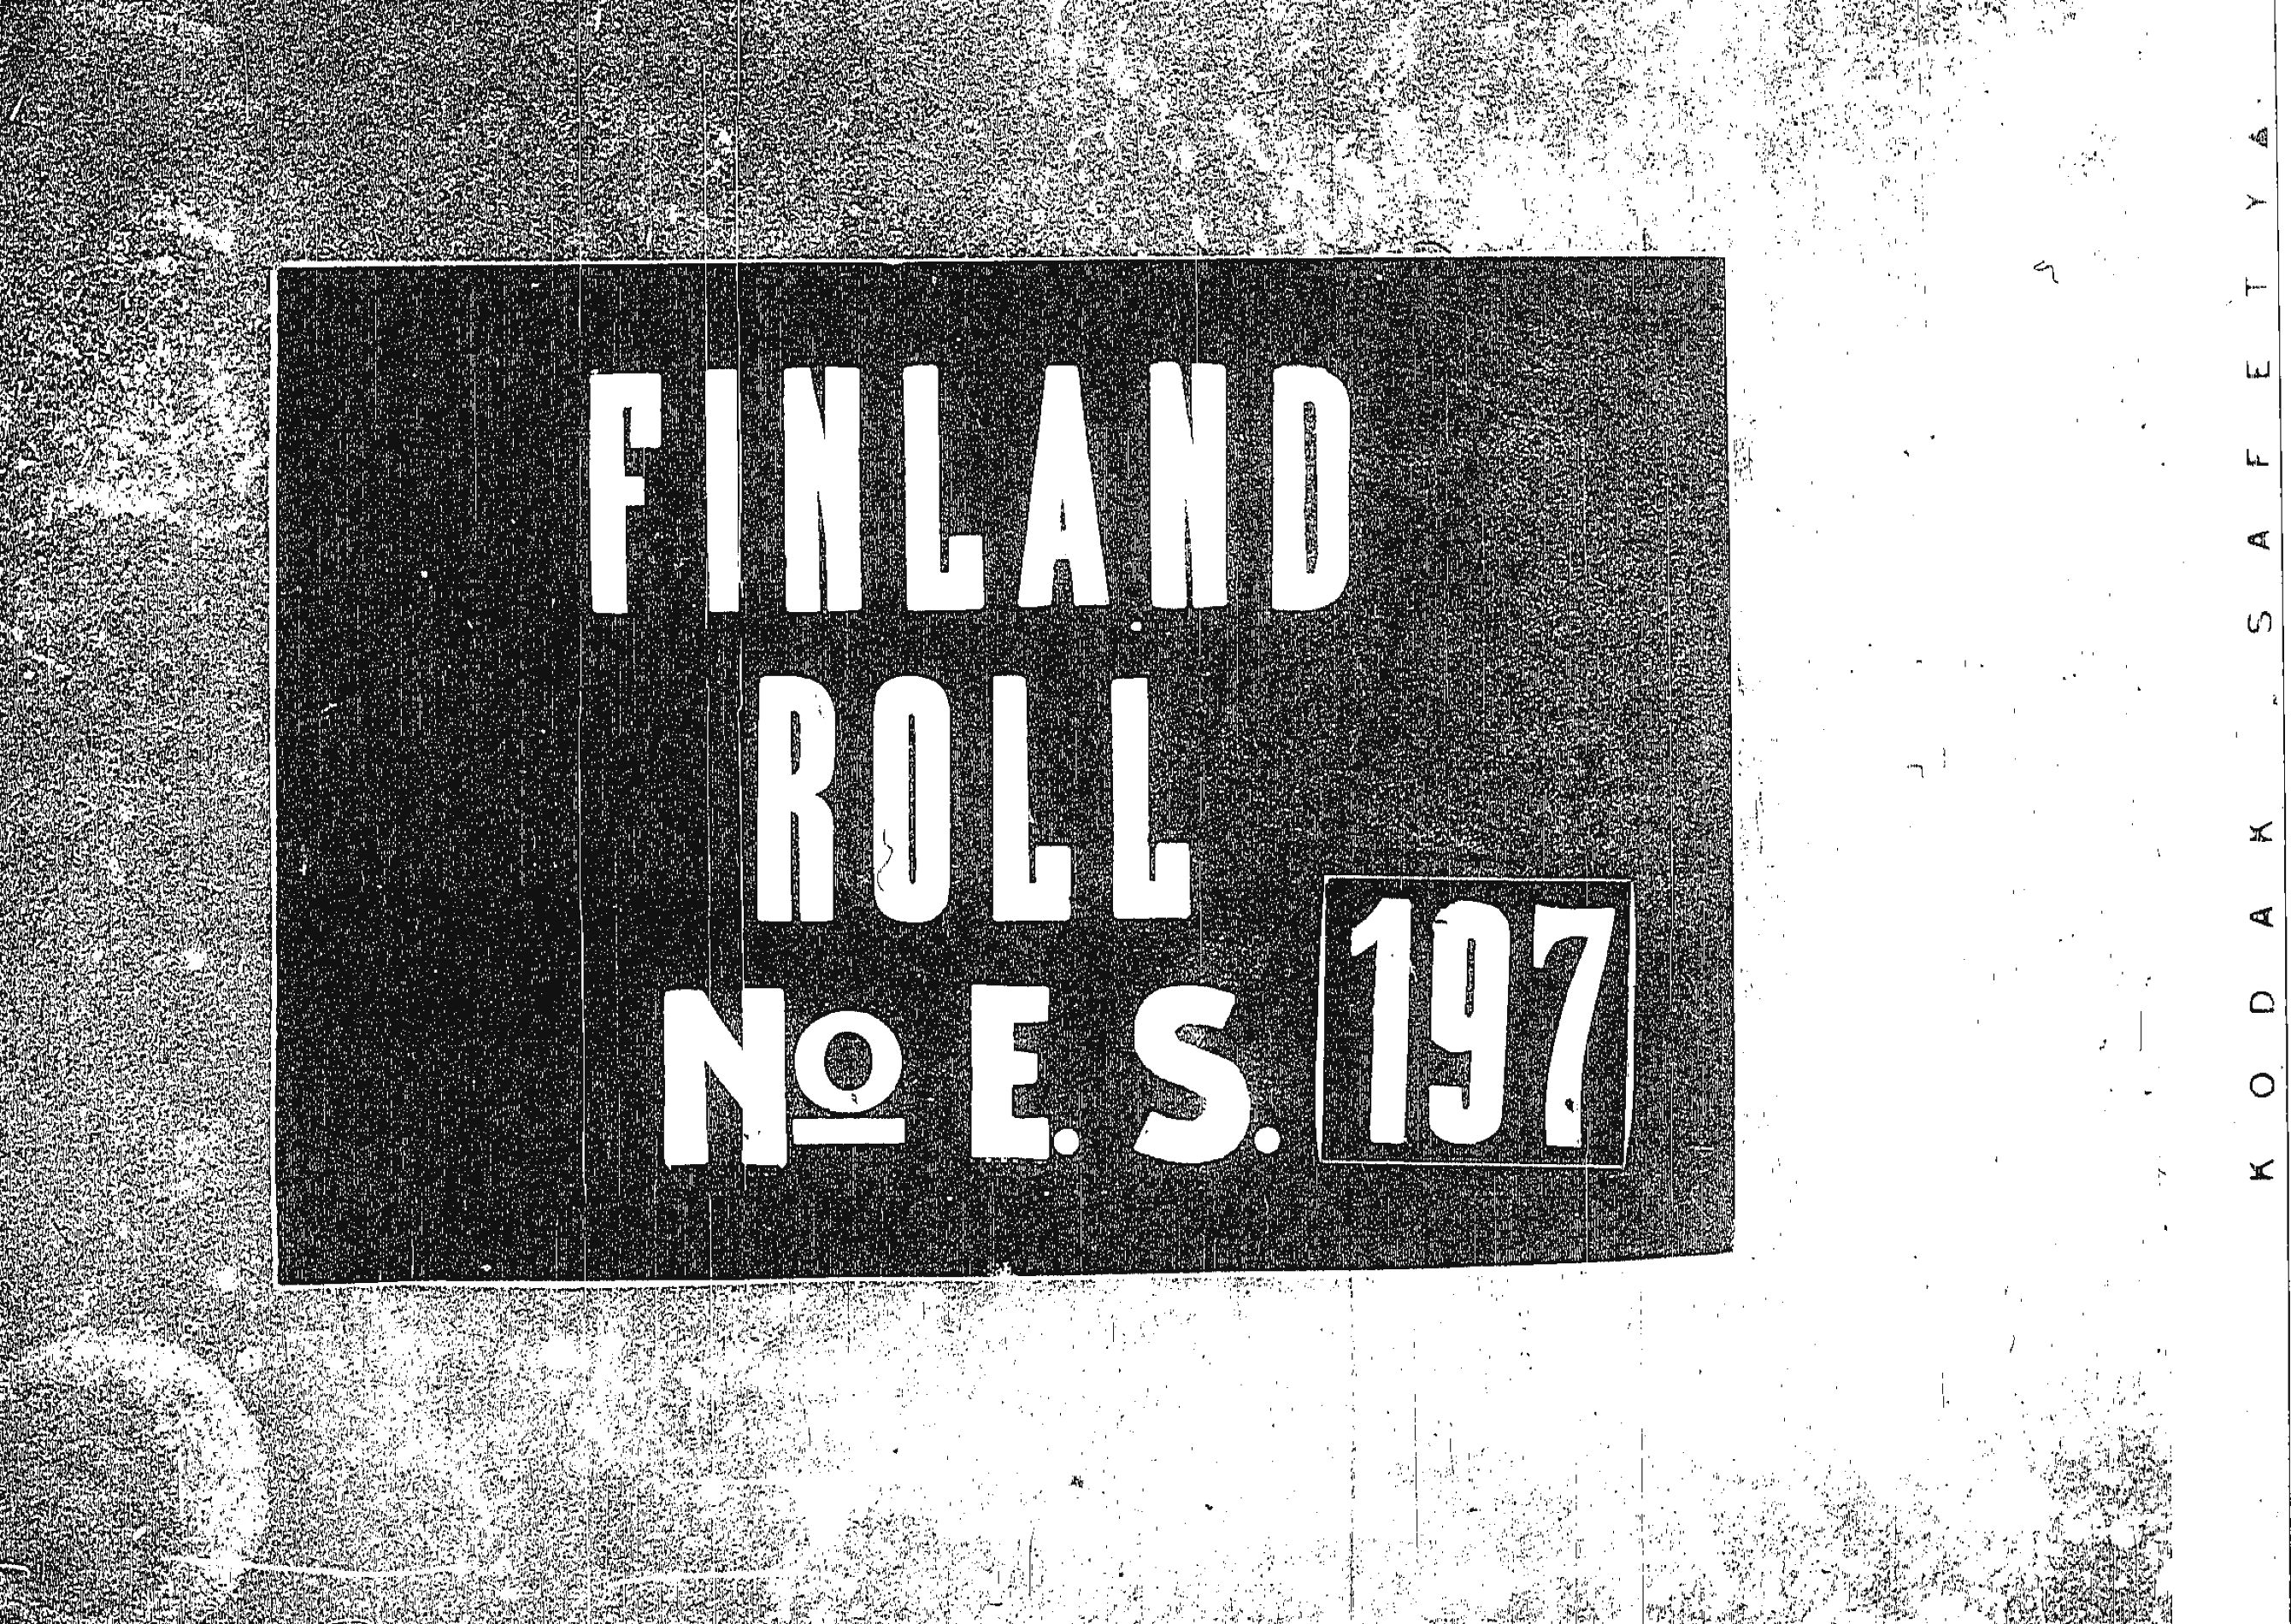 FINLAND
ROLL
Nº E. S. 197
KODAK SAFETY